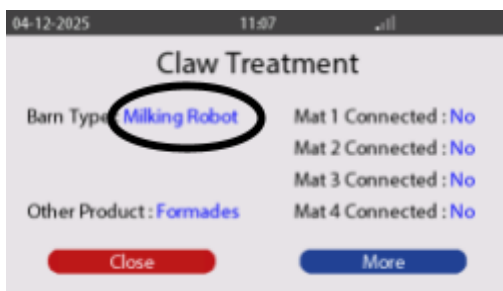 04-12-2025 11:07
Claw Treatment
Barn Type: Milking Robot Mat 1 Connected : No
Mat 2 Connected : No
Mat 3 Connected : No
Other Product : Formades Mat 4 Connected : No
Close More